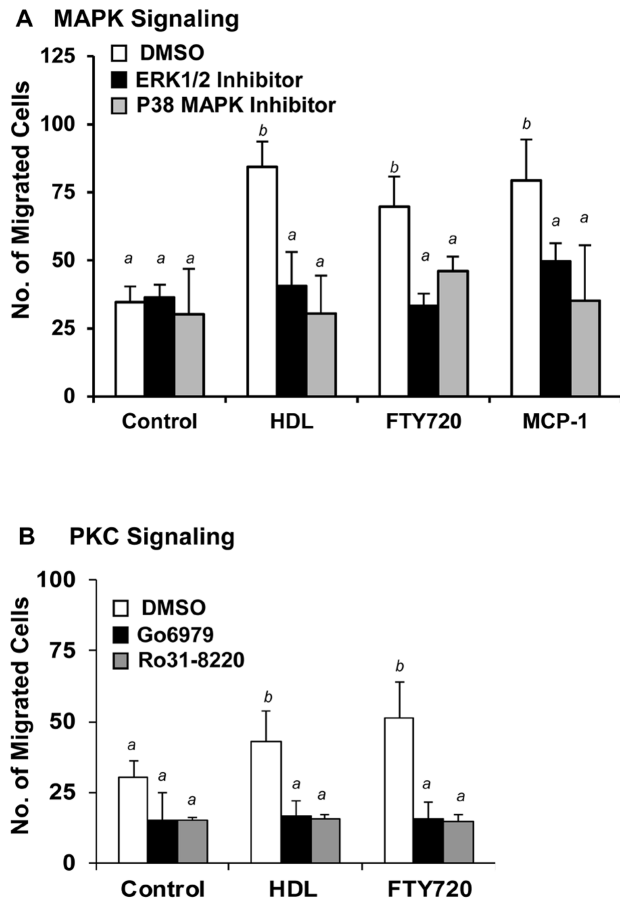 A MAPK Signaling
DMSO
ERK1/2 Inhibitor
P38 MAPK Inhibitor
No. of Migrated Cells
125
100
75
50
25
0
a a a
b a a
b a a
b a a
Control HDL FTY720 MCP-1
B PKC Signaling
DMSO
Go6979
Ro31-8220
No. of Migrated Cells
100
75
50
25
0
a a a
b a a
b a a
Control HDL FTY720